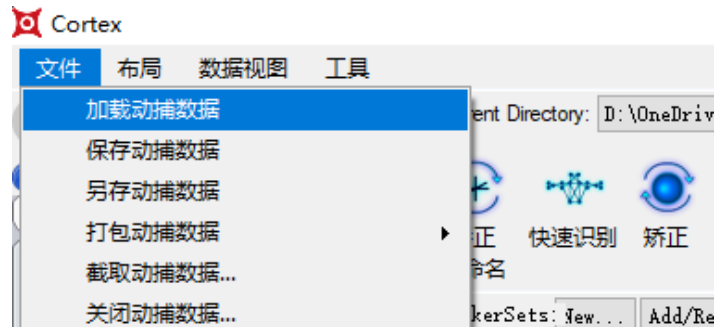 Cortex
文件 布局 数据视图 工具
加载动捕数据
保存动捕数据
另存动捕数据
打包动捕数据
截取动捕数据...
关闭动捕数据...
Directory: D:\OneDriv
正 快速识别 矫正
命名
kerSets: New... Add/Re